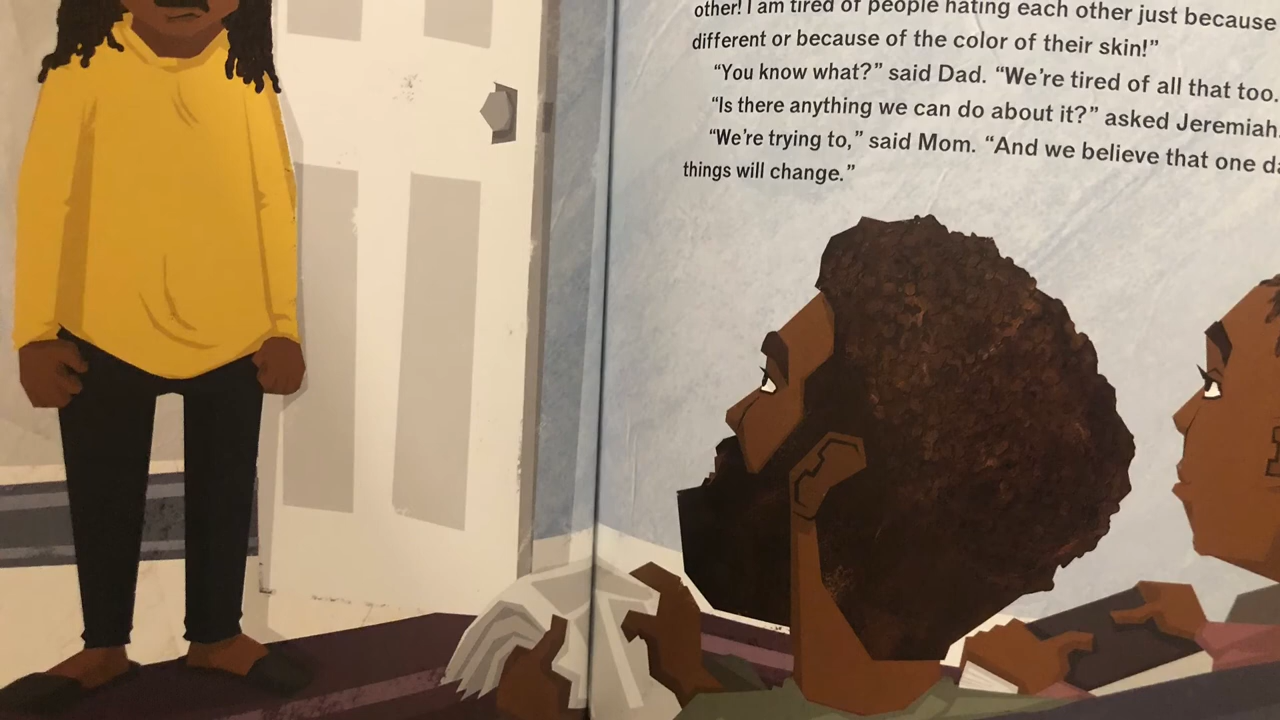 other! I am tired of people hating each other just because
different or because of the color of their skin!”
“You know what?” said Dad. “We’re tired of all that too.
“Is there anything we can do about it?” asked Jeremiah.
“We’re trying to,” said Mom. “And we believe that one
things will change.”